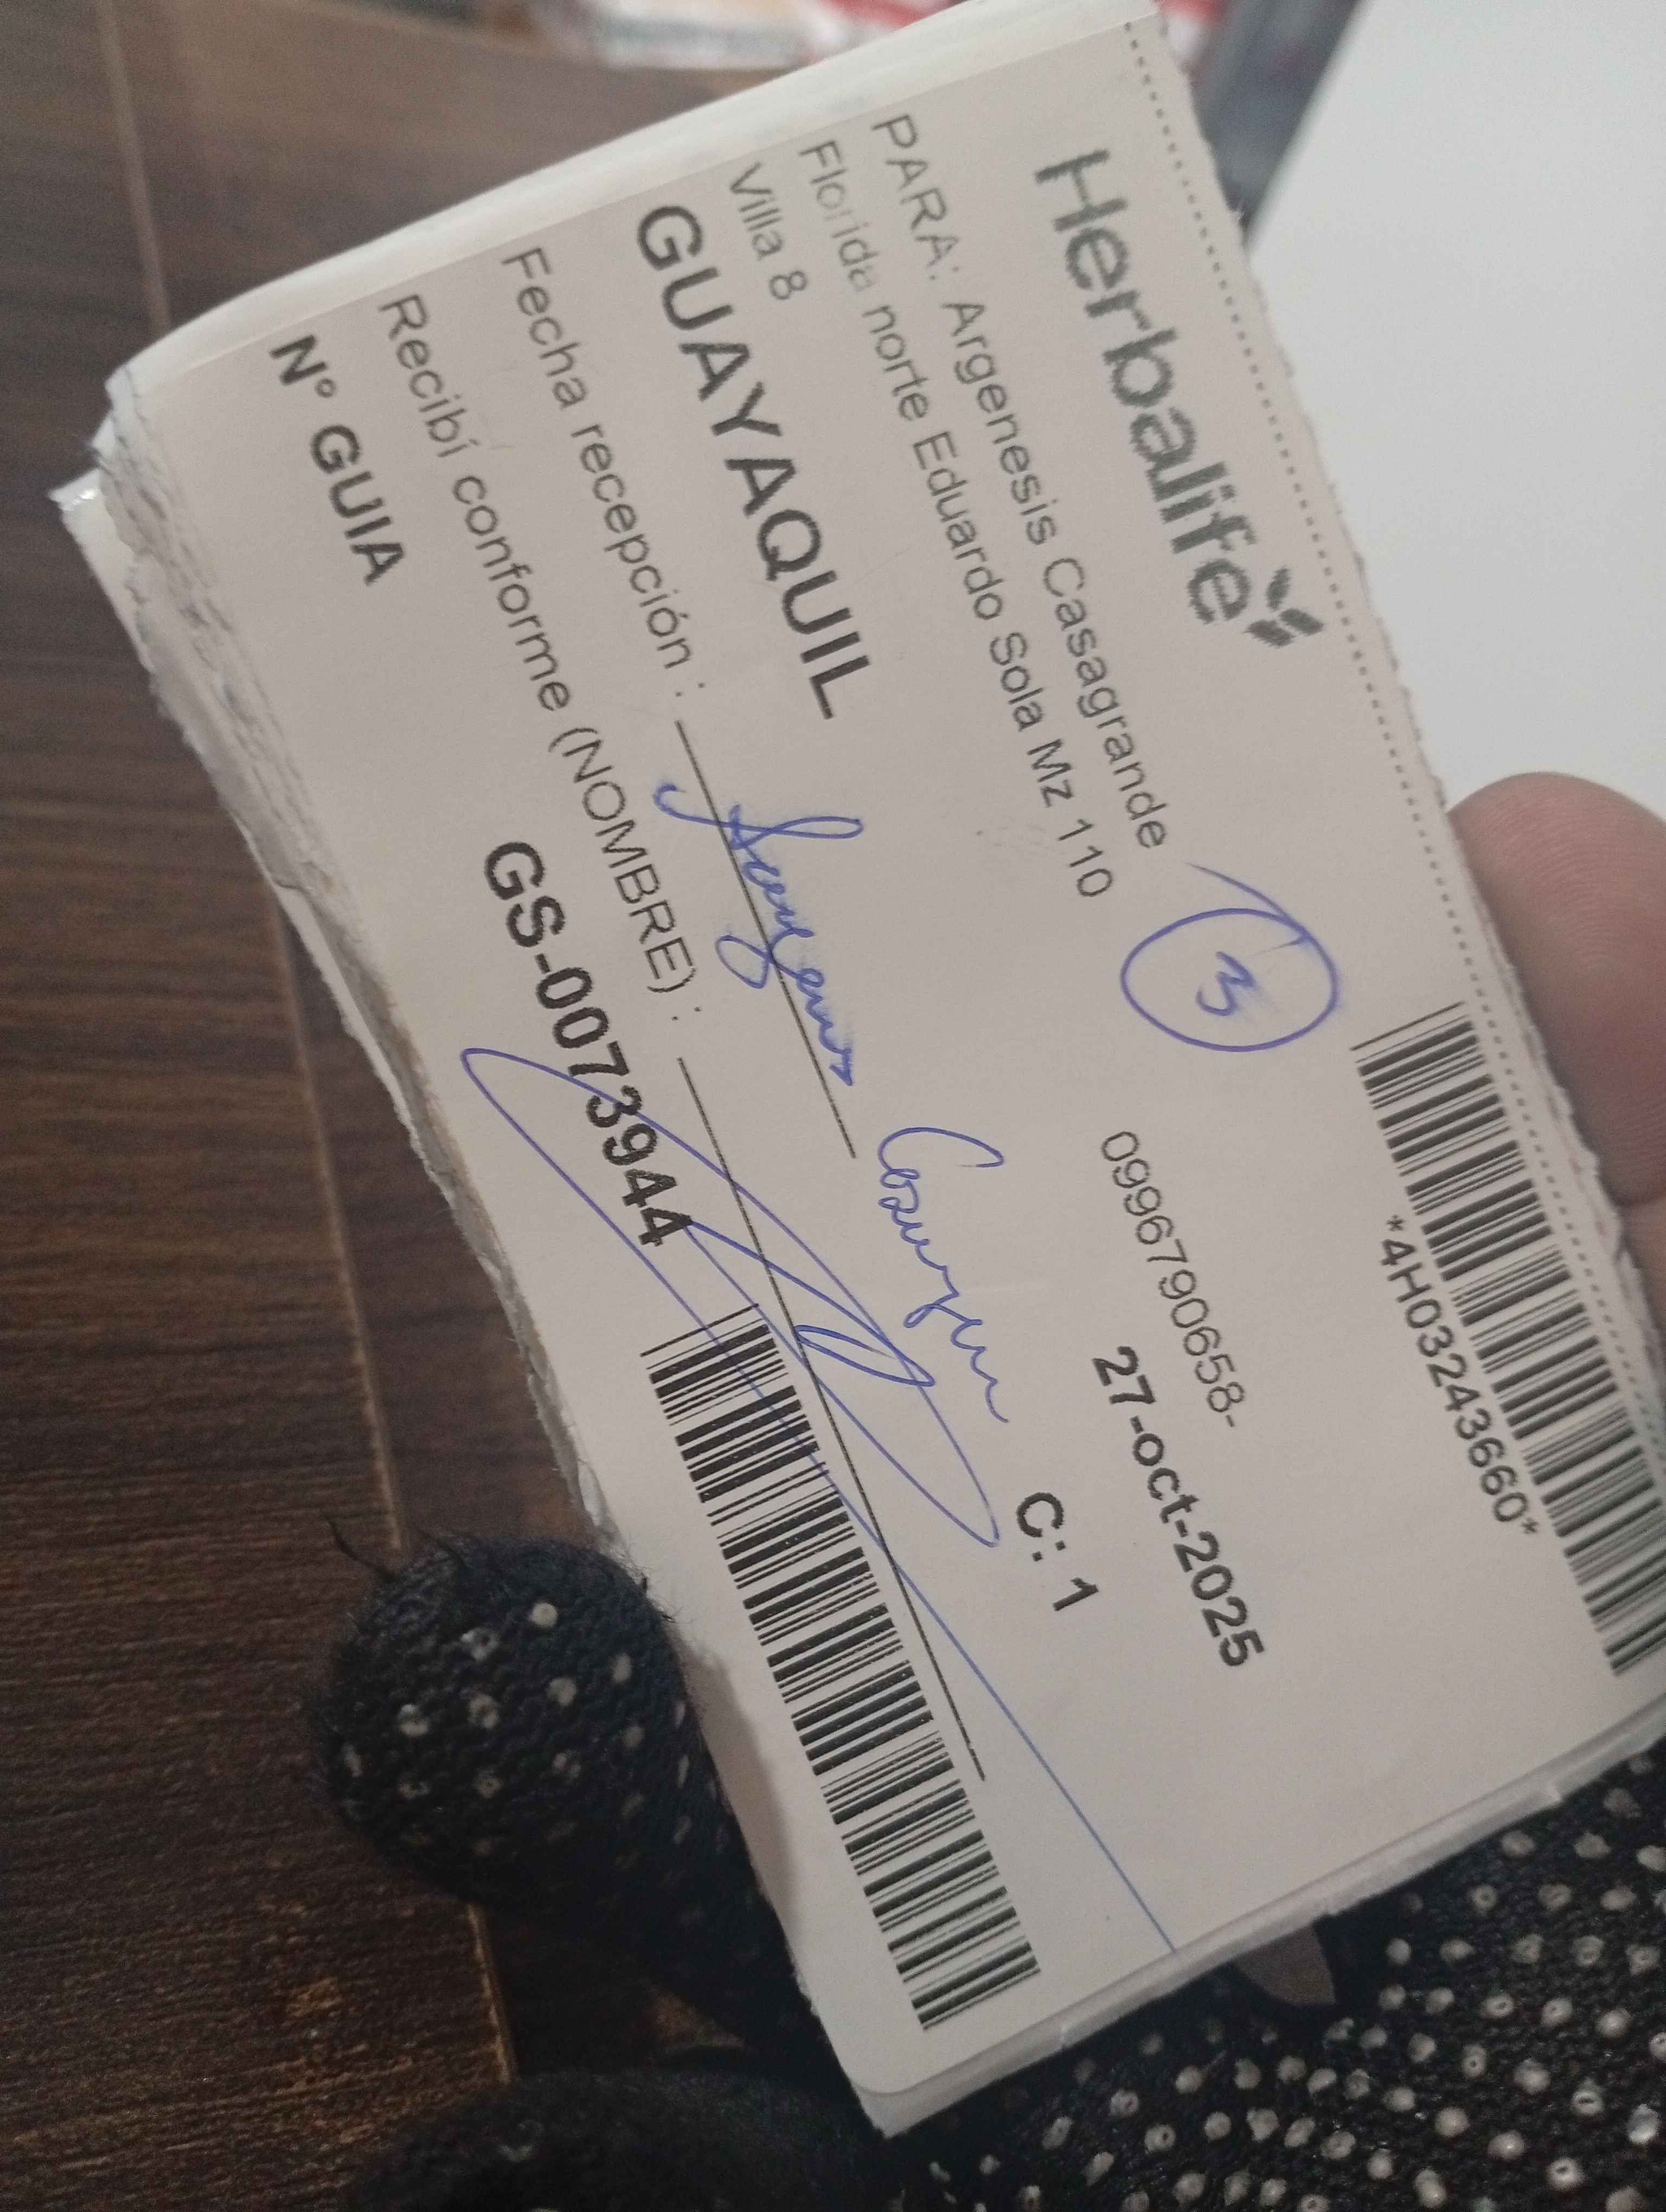 Herbalife
*4H03243660*
PARA: Argenesis Casagrande
3
0996790658-
Florida norte Eduardo Sola Mz 110
Villa 8
27-oct-2025
GUAYAQUIL
C: 1
Fecha recepción :
Recibí conforme (NOMBRE) :
N° GUIA
GS-0073944